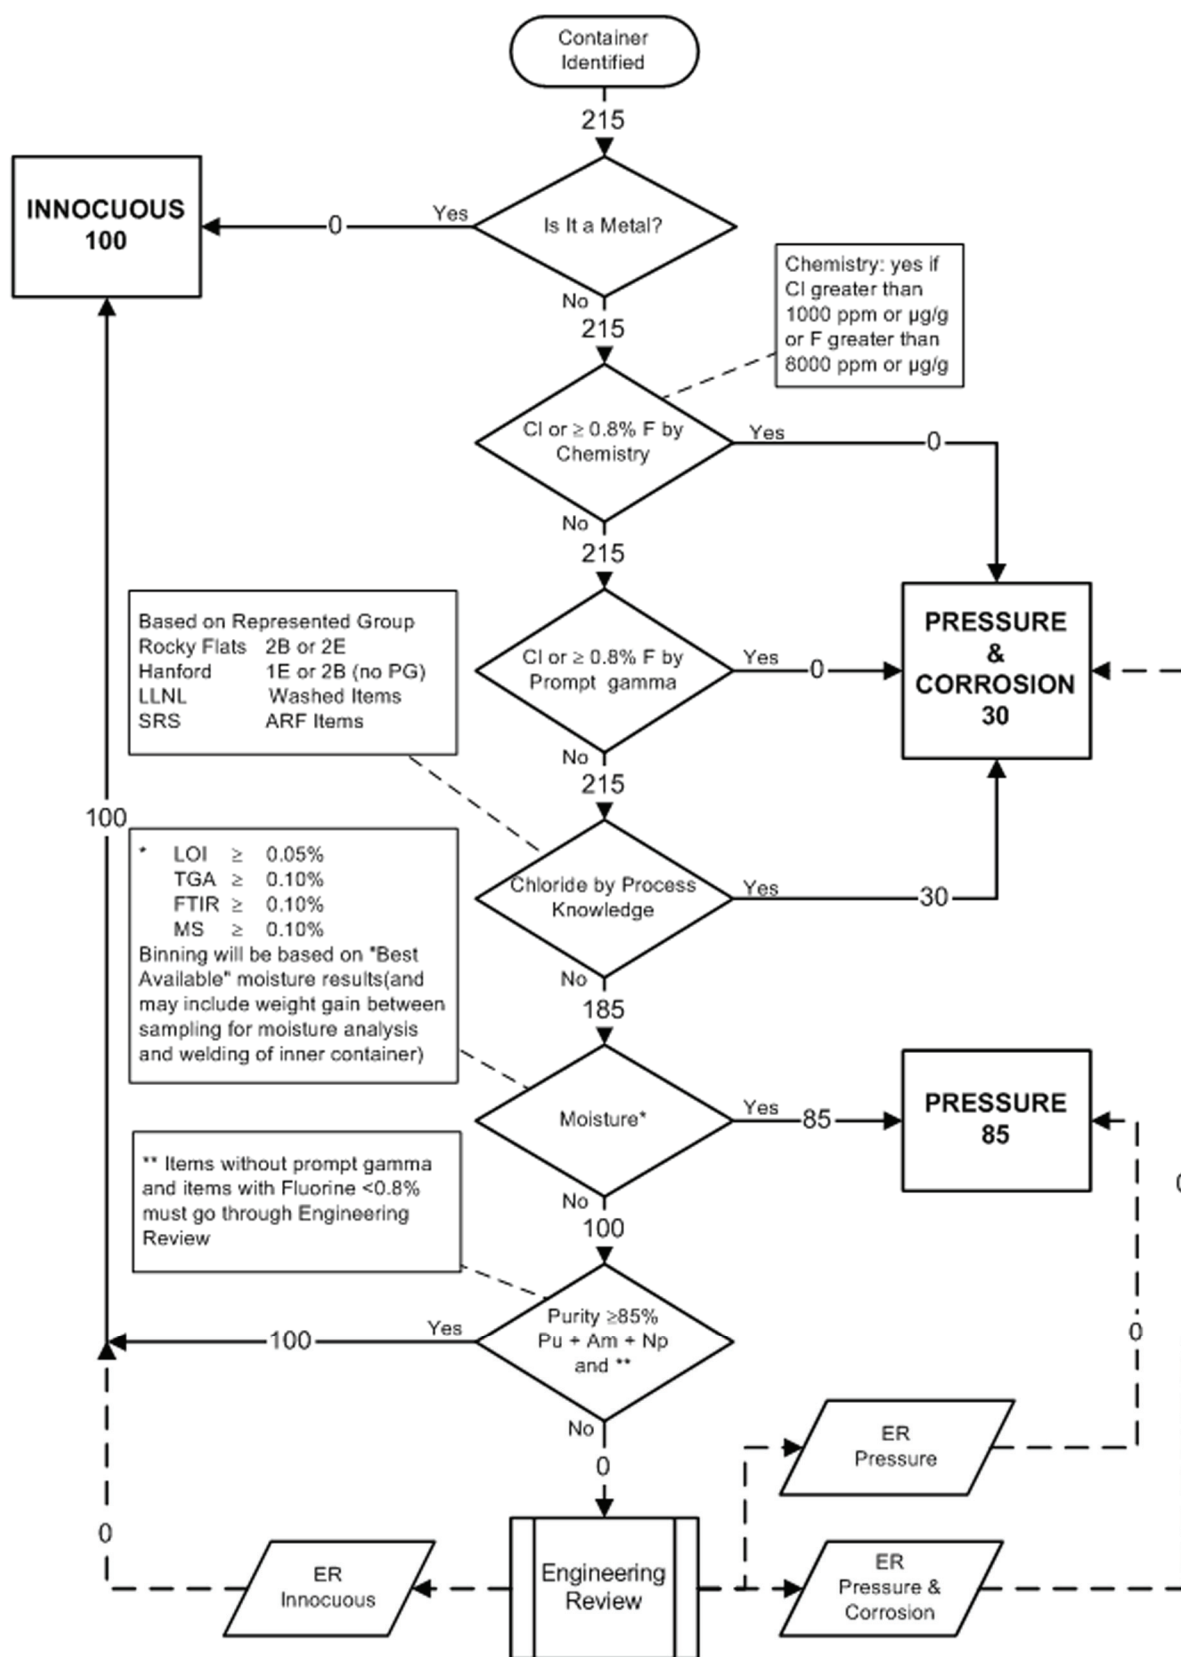 Container
Identified
215
INNOCUOUS
100
0
Yes
Is It a Metal?
No
215
Chemistry: yes if
Cl greater than
1000 ppm or µg/g
or F greater than
8000 ppm or µg/g
Cl or ≥ 0.8% F by
Chemistry
Yes
0
No
215
Based on Represented Group
Rocky Flats 2B or 2E
Hanford 1E or 2B (no PG)
LLNL Washed Items
SRS ARF Items
Cl or ≥ 0.8% F by
Prompt gamma
Yes
0
PRESSURE
&
CORROSION
30
No
215
100
Chloride by Process
Knowledge
Yes
30
* LOI ≥ 0.05%
TGA ≥ 0.10%
FTIR ≥ 0.10%
MS ≥ 0.10%
Binning will be based on "Best
Available" moisture results(and
may include weight gain between
sampling for moisture analysis
and welding of inner container)
No
185
Moisture*
Yes
85
PRESSURE
85
** Items without prompt gamma
and items with Fluorine <0.8%
must go through Engineering
Review
No
100
Purity ≥85%
Pu + Am + Np
and **
Yes
100
0
No
0
ER
Pressure
0
ER
Innocuous
Engineering
Review
ER
Pressure &
Corrosion